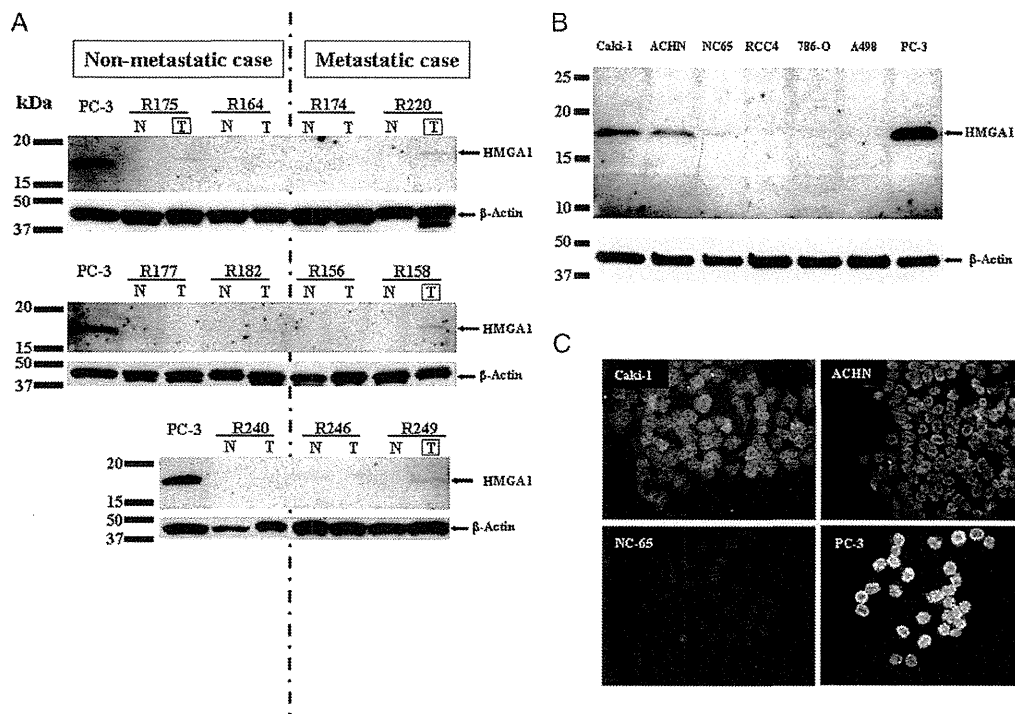 A
Non-metastatic case
Metastatic case
kDa
PC-3
R175
R164
R174
R220
N
T
N
T
N
T
N
T
20
15
HMGA1
50
37
β-Actin
PC-3
R177
R182
R156
R158
N
T
N
T
N
T
N
T
20
15
HMGA1
50
37
β-Actin
PC-3
R240
R246
R249
N
T
N
T
N
T
20
15
HMGA1
50
37
β-Actin
B
Caki-1
ACHN
NC65
RCC4
786-O
A498
PC-3
25
20
15
10
HMGA1
50
37
β-Actin
C
Caki-1
ACHN
NC-65
PC-3